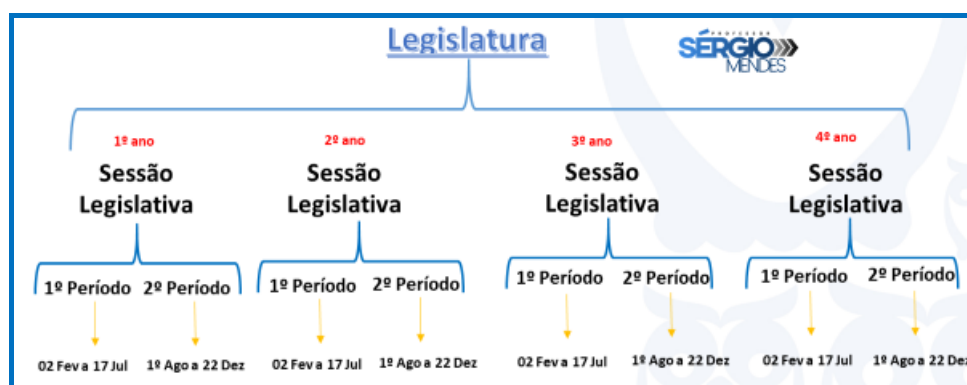 Legislatura
PROFESSOR
SÉRGIO
MENDES
1º ano 2º ano 3º ano 4º ano
Sessão Sessão Sessão Sessão
Legislativa Legislativa Legislativa Legislativa
1º Período 2º Período 1º Período 2º Período 1º Período 2º Período 1º Período 2º Período
02 Fev a 17 Jul 1º Ago a 22 Dez 02 Fev a 17 Jul 1º Ago a 22 Dez 02 Fev a 17 Jul 1º Ago a 22 Dez 02 Fev a 17 Jul 1º Ago a 22 Dez